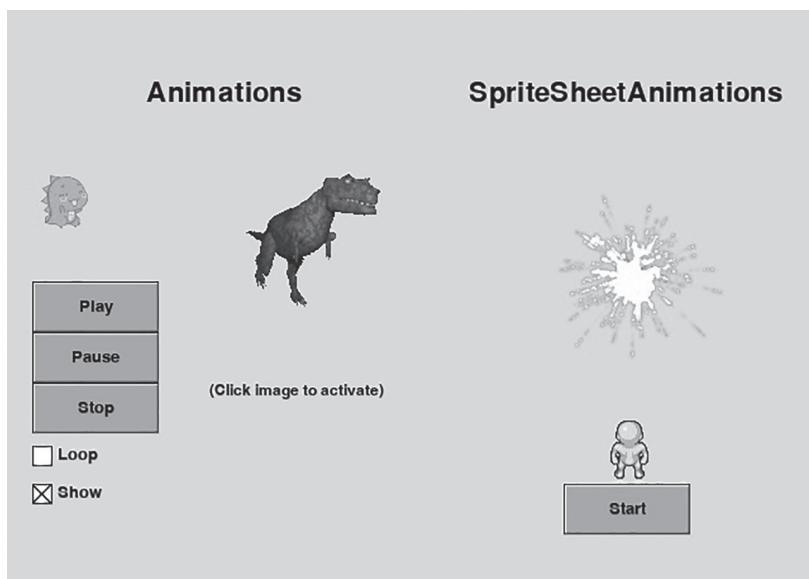 Animations
SpriteSheetAnimations
Play
Pause
Stop
(Click image to activate)
Loop
Show
Start